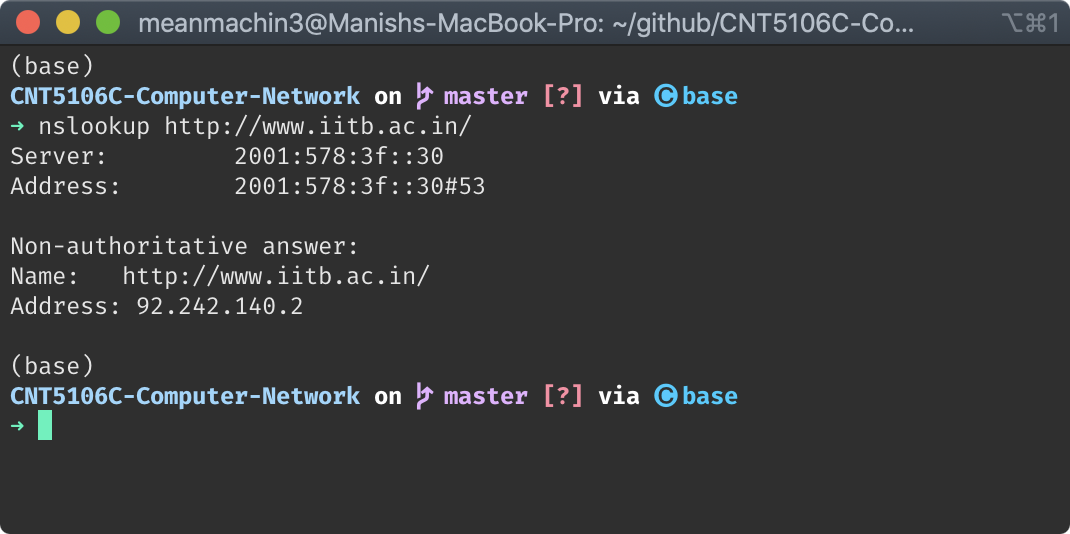 meanmachin3@Manishs-MacBook-Pro: ~/github/CNT5106C-Co... ⌥⌘1
(base)
CNT5106C-Computer-Network on master [?] via Ⓒ base
➜ nslookup http://www.iitb.ac.in/
Server: 2001:578:3f::30
Address: 2001:578:3f::30#53
Non-authoritative answer:
Name: http://www.iitb.ac.in/
Address: 92.242.140.2
(base)
CNT5106C-Computer-Network on master [?] via Ⓒ base
➜